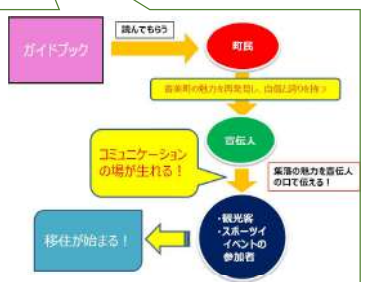 ガイドブック
読んでもらう
町民
喜美町の魅力を再発見し、自信と誇りを持つ
宣伝人
コミュニケーション
の場が生れる！
集落の魅力を宣伝人
の口で伝える！
・観光客
・スポーツイ
イベントの
参加者
移住が始まる！